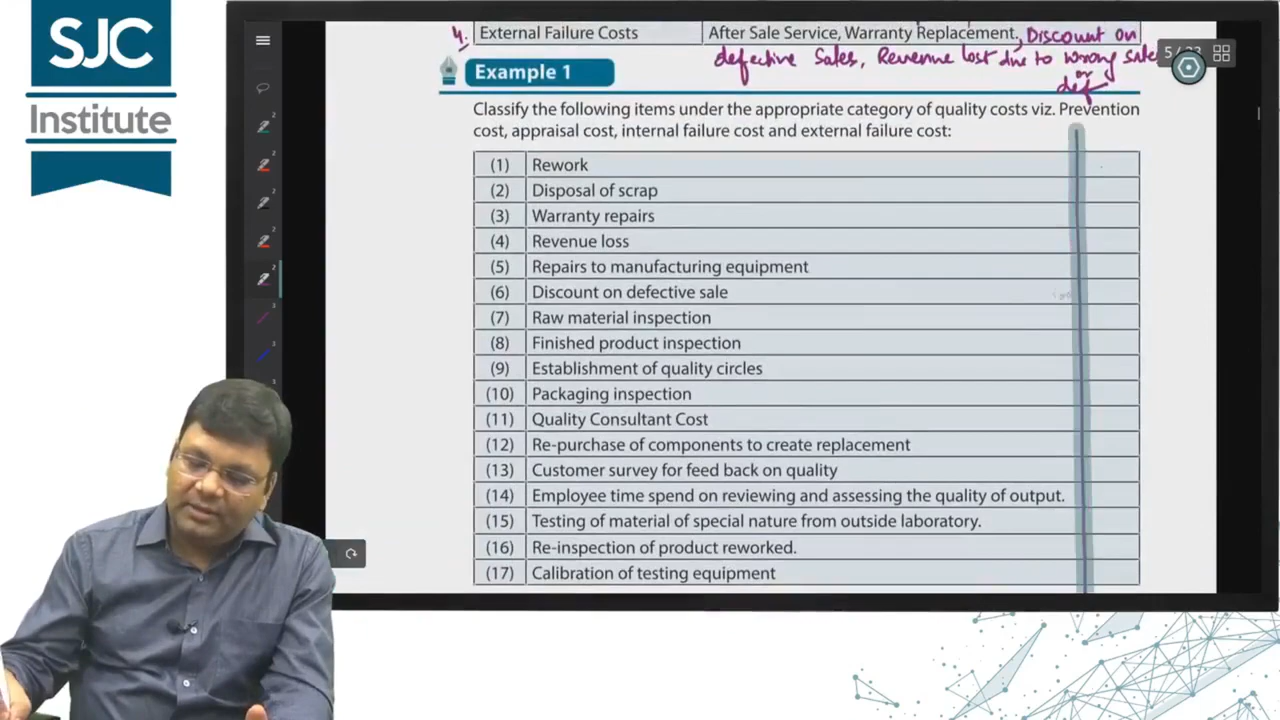 SJC
Institute
4. External Failure Costs After Sale Service, Warranty Replacement, Discount on
defective Sales, Revenue lost due to wrong sale
or
def
5 / 23
Example 1
Classify the following items under the appropriate category of quality costs viz. Prevention
cost, appraisal cost, internal failure cost and external failure cost:
(1) Rework
(2) Disposal of scrap
(3) Warranty repairs
(4) Revenue loss
(5) Repairs to manufacturing equipment
(6) Discount on defective sale
(7) Raw material inspection
(8) Finished product inspection
(9) Establishment of quality circles
(10) Packaging inspection
(11) Quality Consultant Cost
(12) Re-purchase of components to create replacement
(13) Customer survey for feed back on quality
(14) Employee time spend on reviewing and assessing the quality of output.
(15) Testing of material of special nature from outside laboratory.
(16) Re-inspection of product reworked.
(17) Calibration of testing equipment